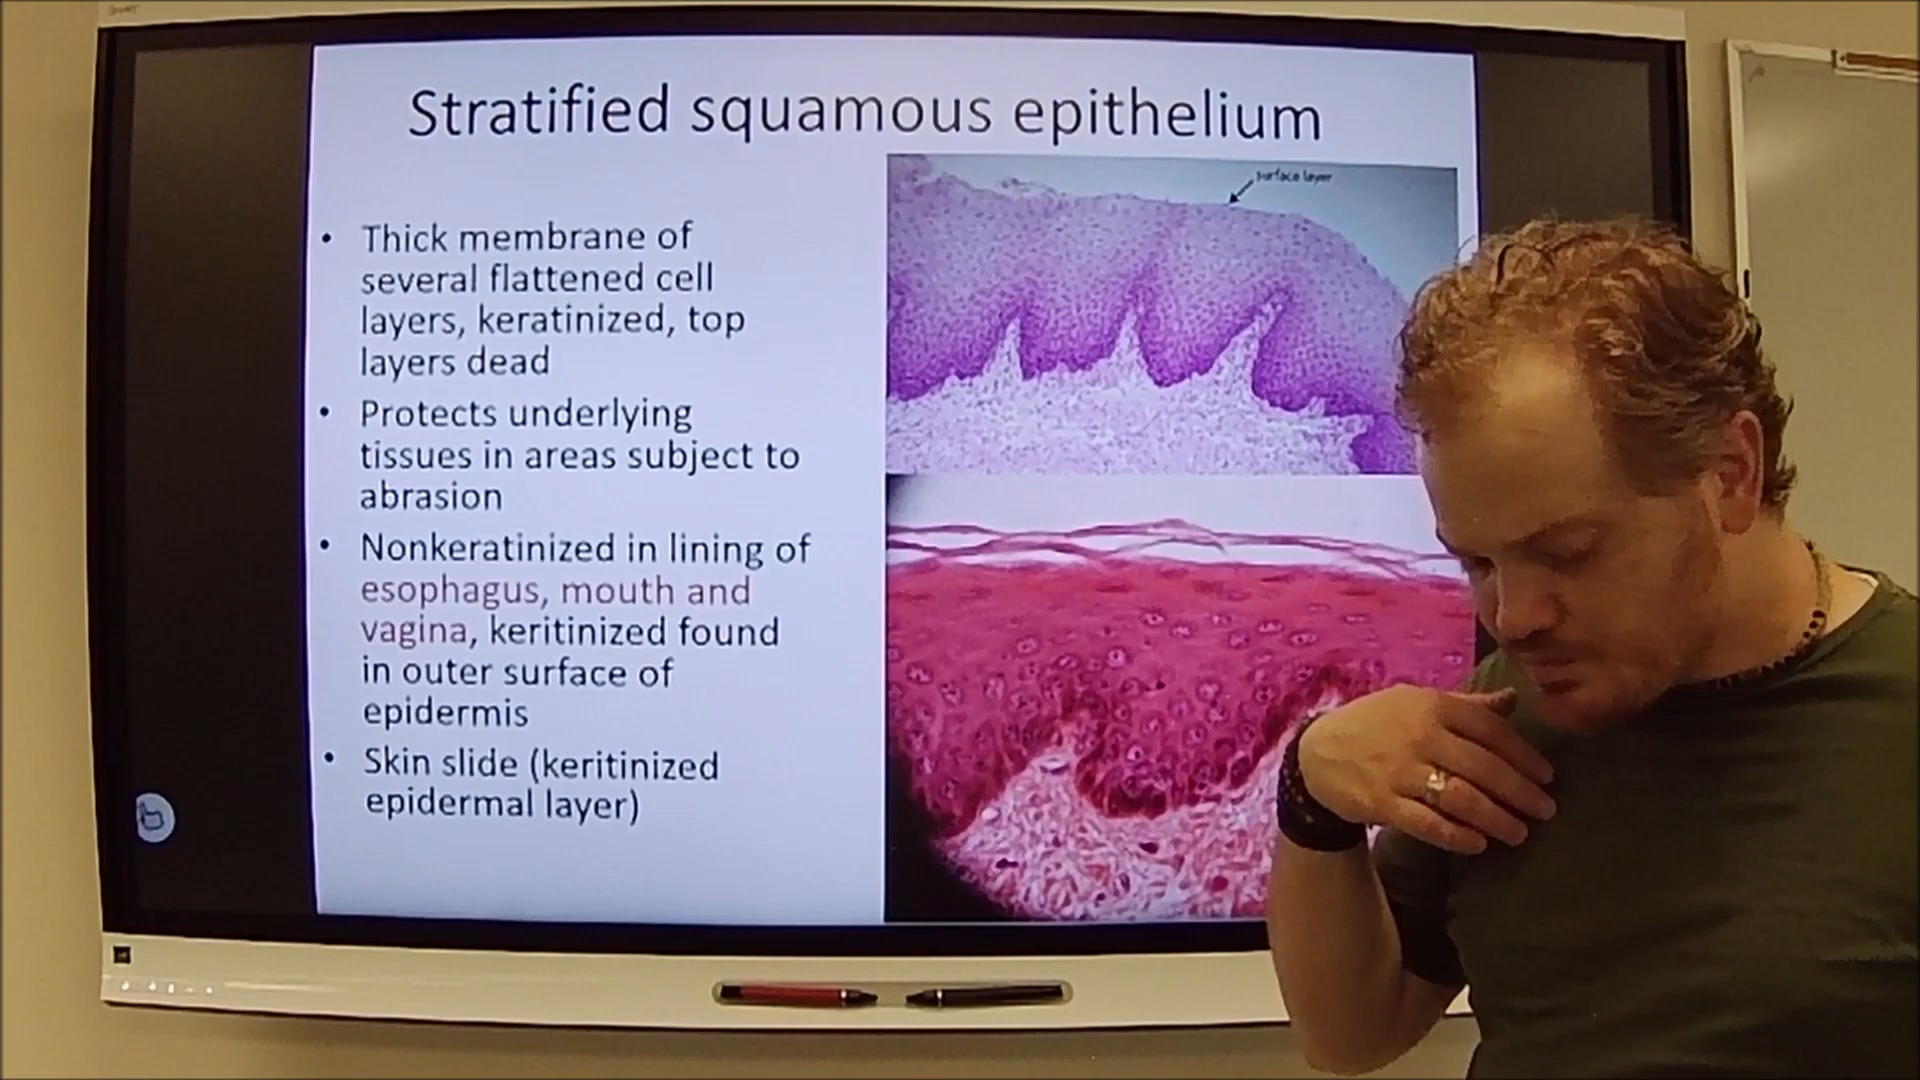 Stratified squamous epithelium
surface layer
• Thick membrane of
several flattened cell
layers, keratinized, top
layers dead
• Protects underlying
tissues in areas subject to
abrasion
• Nonkeratinized in lining of
esophagus, mouth and
vagina, keritinized found
in outer surface of
epidermis
• Skin slide (keritinized
epidermal layer)